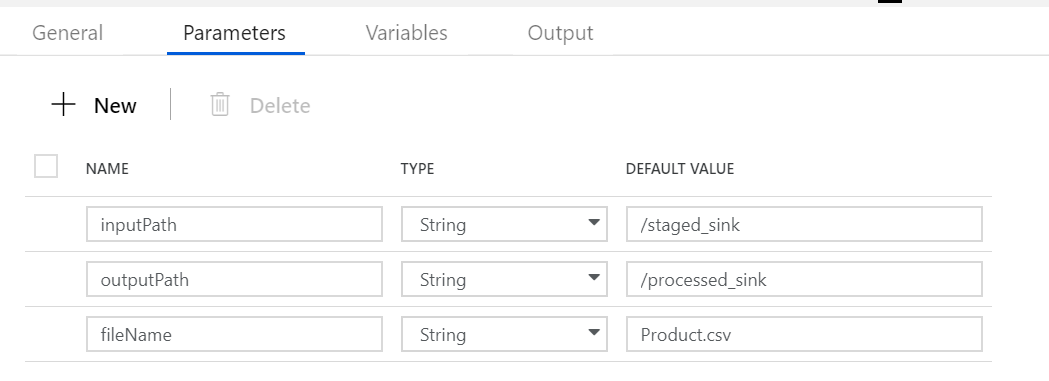 General Parameters Variables Output
New Delete
NAME TYPE DEFAULT VALUE
inputPath String /staged_sink
outputPath String /processed_sink
fileName String Product.csv